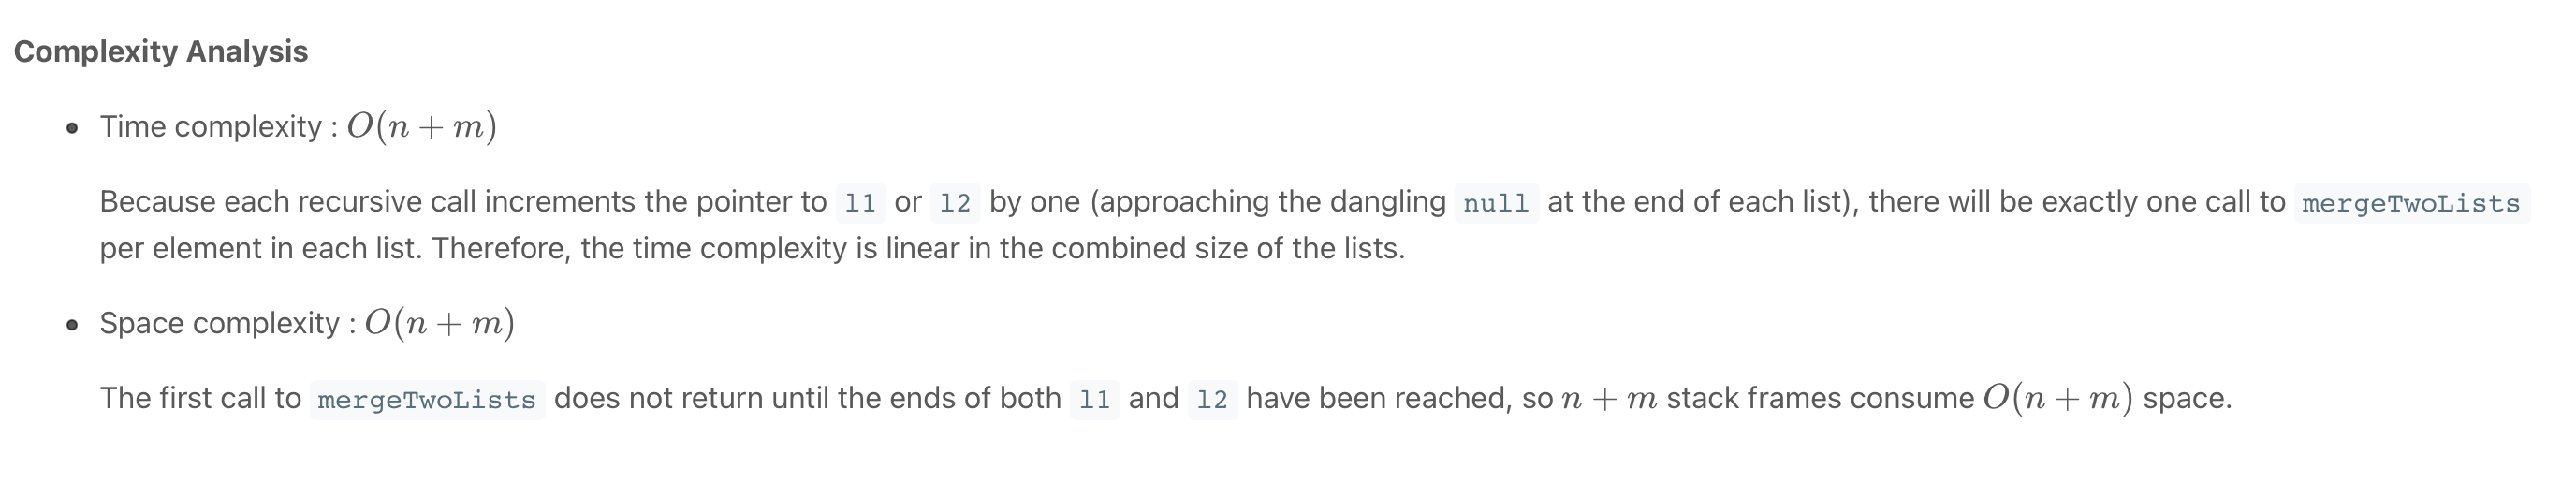 Complexity Analysis
• Time complexity : O(n + m)
Because each recursive call increments the pointer to l1 or l2 by one (approaching the dangling null at the end of each list), there will be exactly one call to mergeTwoLists
per element in each list. Therefore, the time complexity is linear in the combined size of the lists.
• Space complexity : O(n + m)
The first call to mergeTwoLists does not return until the ends of both l1 and l2 have been reached, so n + m stack frames consume O(n + m) space.